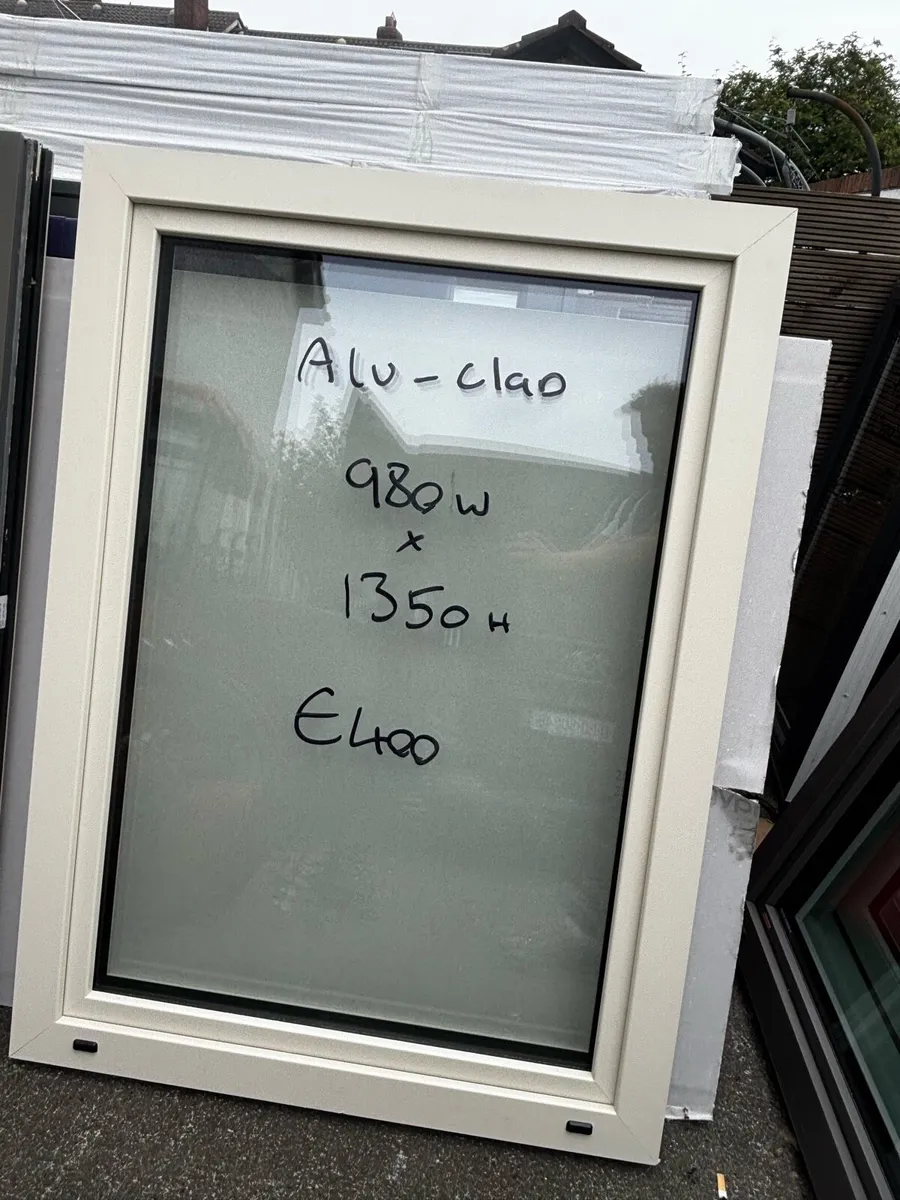 Alu-clad
980w
x
1350H
€400